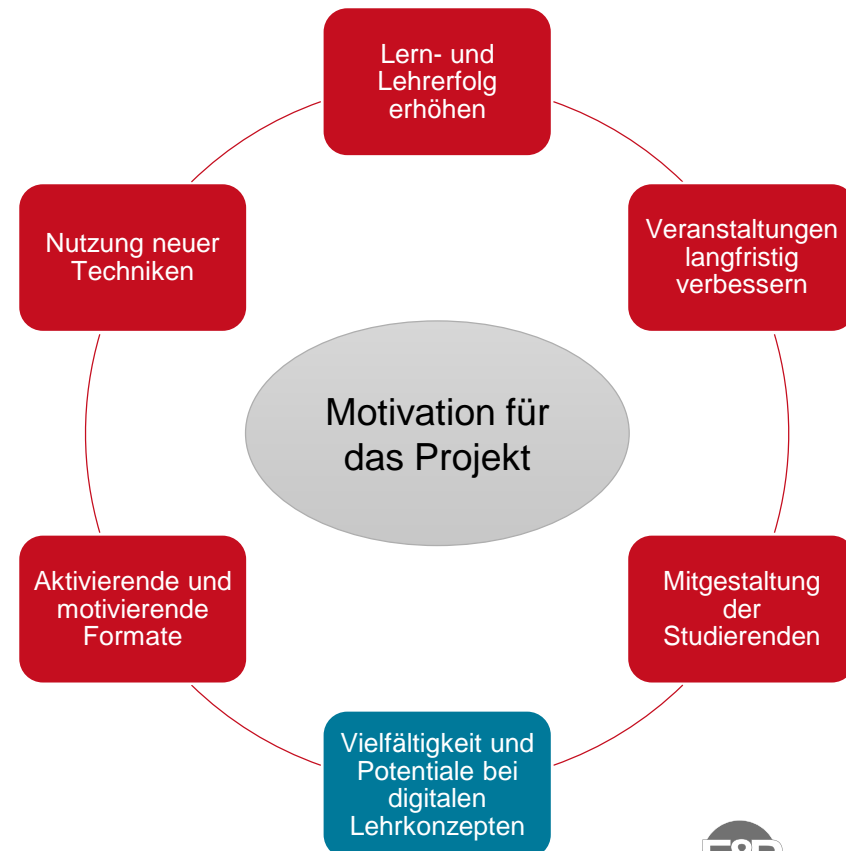 Lern- und
Lehrerfolg
erhöhen
Nutzung neuer
Techniken
Veranstaltungen
langfristig
verbessern
Motivation für
das Projekt
Aktivierende und
motivierende
Formate
Mitgestaltung
der
Studierenden
Vielfältigkeit und
Potentiale bei
digitalen
Lehrkonzepten